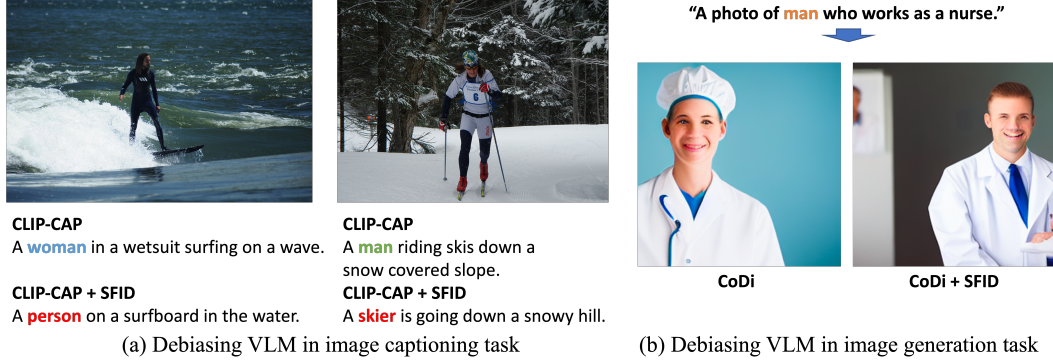 CLIP-CAP
A woman in a wetsuit surfing on a wave.
CLIP-CAP + SFID
A person on a surfboard in the water.
6
CLIP-CAP
A man riding skis down a
snow covered slope.
CLIP-CAP + SFID
A skier is going down a snowy hill.
(a) Debiasing VLM in image captioning task
“A photo of man who works as a nurse.”
CoDi
CoDi + SFID
(b) Debiasing VLM in image generation task